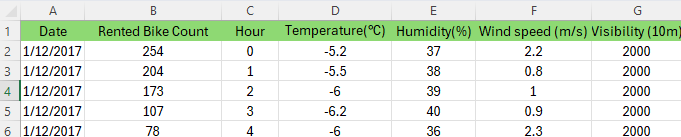 A B C D E F G
1 Date Rented Bike Count Hour Temperature(°C) Humidity(%) Wind speed (m/s) Visibility (10m)
2 1/12/2017 254 0 -5.2 37 2.2 2000
3 1/12/2017 204 1 -5.5 38 0.8 2000
4 1/12/2017 173 2 -6 39 1 2000
5 1/12/2017 107 3 -6.2 40 0.9 2000
6 1/12/2017 78 4 -6 36 2.3 2000